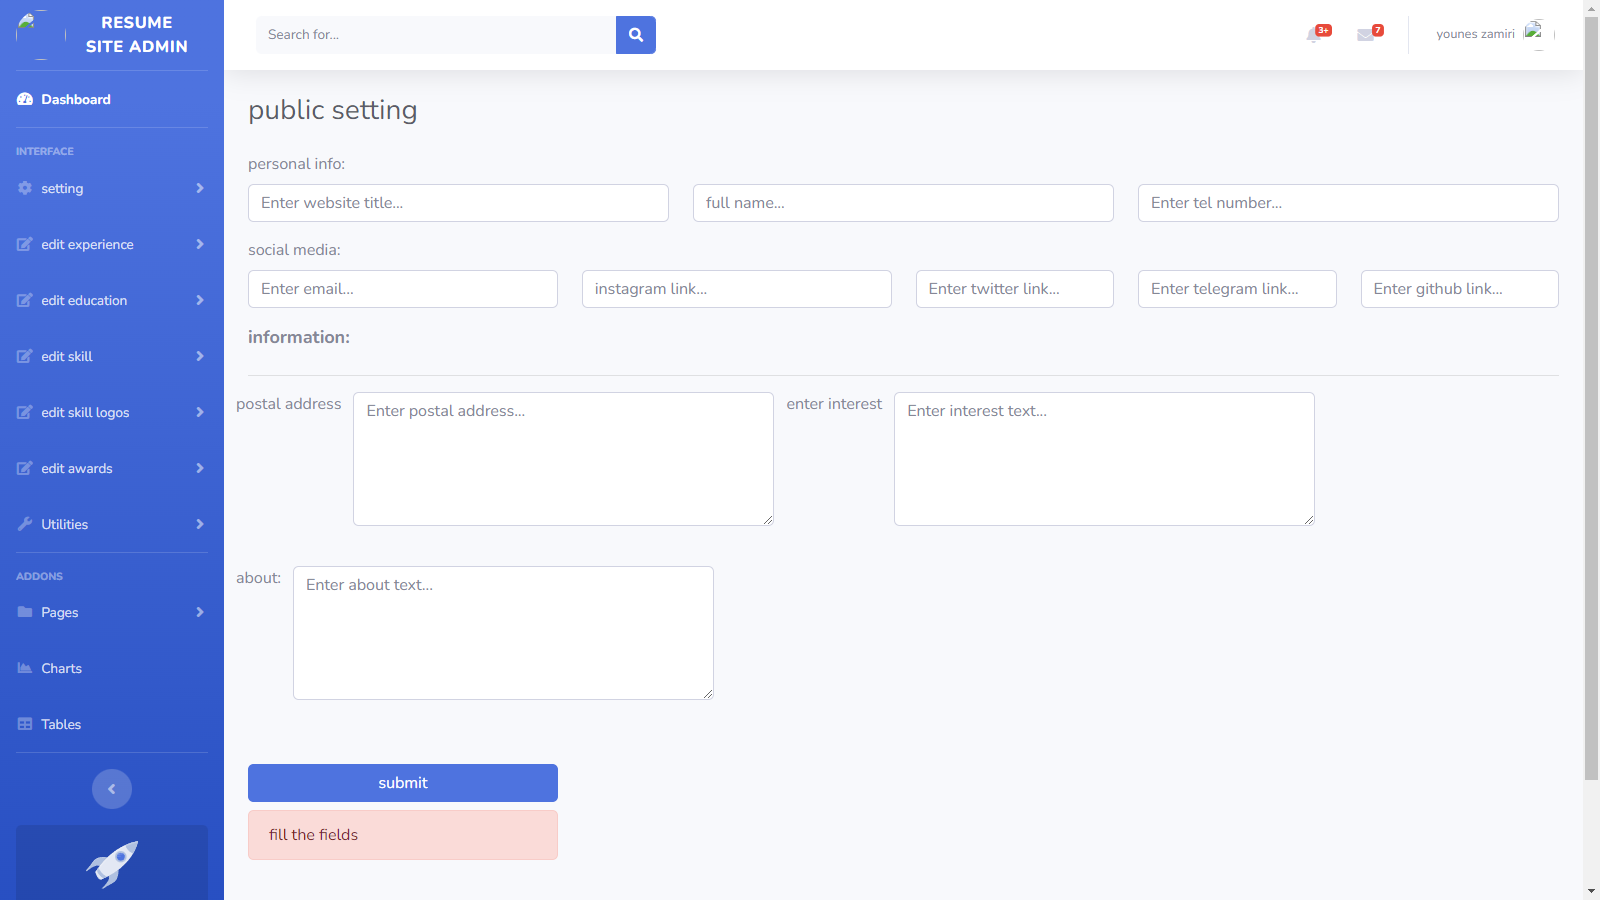 RESUME
SITE ADMIN
Dashboard
INTERFACE
setting
edit experience
edit education
edit skill
edit skill logos
edit awards
Utilities
ADDONS
Pages
Charts
Tables
Search for...
3+
7
younes zamiri
public setting
personal info:
Enter website title...
full name...
Enter tel number...
social media:
Enter email...
instagram link...
Enter twitter link...
Enter telegram link...
Enter github link...
information:
postal address
Enter postal address...
enter interest
Enter interest text...
about:
Enter about text...
submit
fill the fields